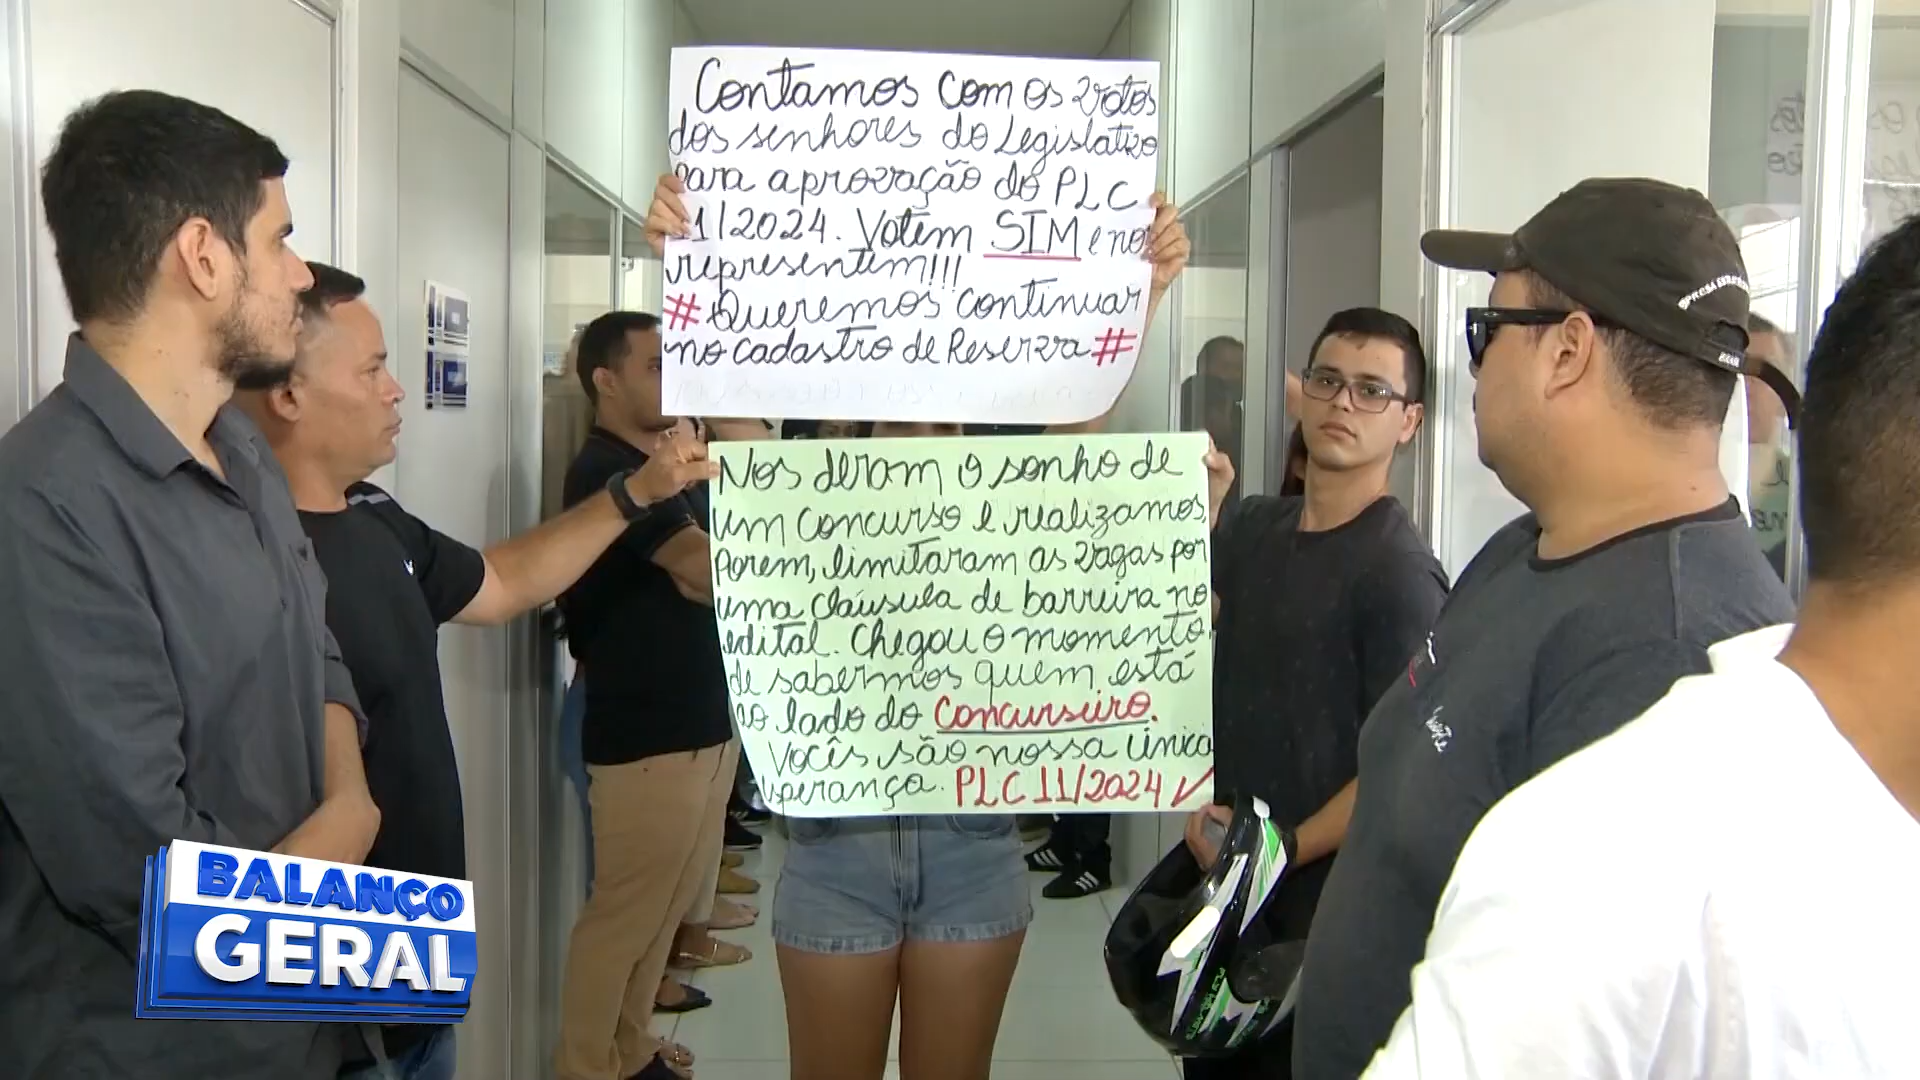 Contamos com os votos
dos senhores do Legislativo
para aprovação do PLC
11/2024. Votem SIM e nos
representem!!!
#Queremos continuar
no cadastro de Reserva#
Nos deram o sonho de
um concurso e realizamos,
porem, limitaram as vagas por
uma cláusula de barreira no
edital. Chegou o momento
de sabermos quem está
ao lado do Concurseiro.
Vocês são nossa única
esperança. PLC 11/2024 ✓
BALANÇO
GERAL